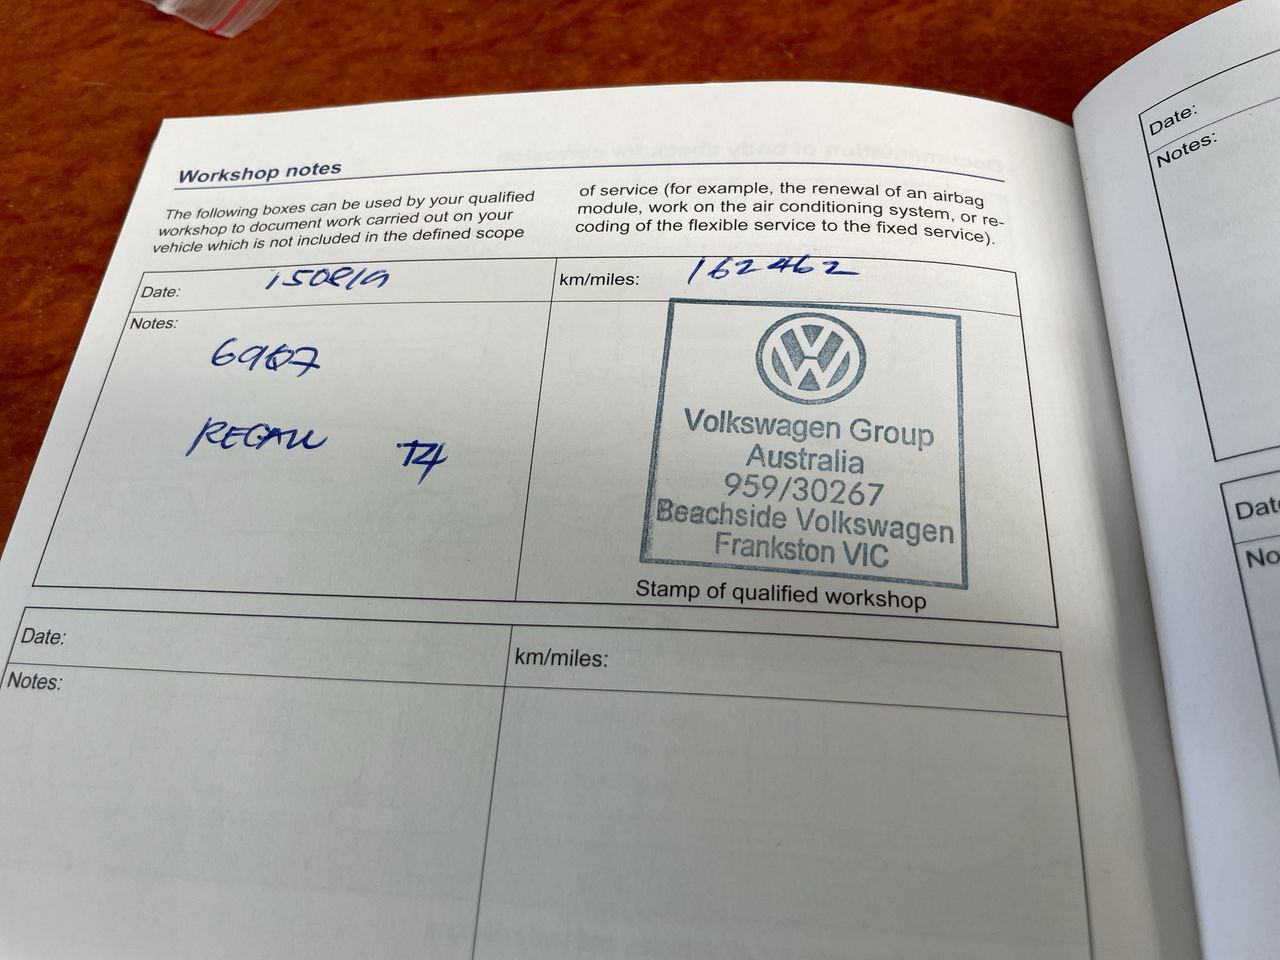 Workshop notes
The following boxes can be used by your qualified
workshop to document work carried out on your
vehicle which is not included in the defined scope
of service (for example, the renewal of an airbag
module, work on the air conditioning system, or re-
coding of the flexible service to the fixed service).
Date: 150819
km/miles: 162462
Notes:
6967
RECALL T4
Volkswagen Group
Australia
959/30267
Beachside Volkswagen
Frankston VIC
Stamp of qualified workshop
Date:
km/miles:
Notes:
Date:
Notes: